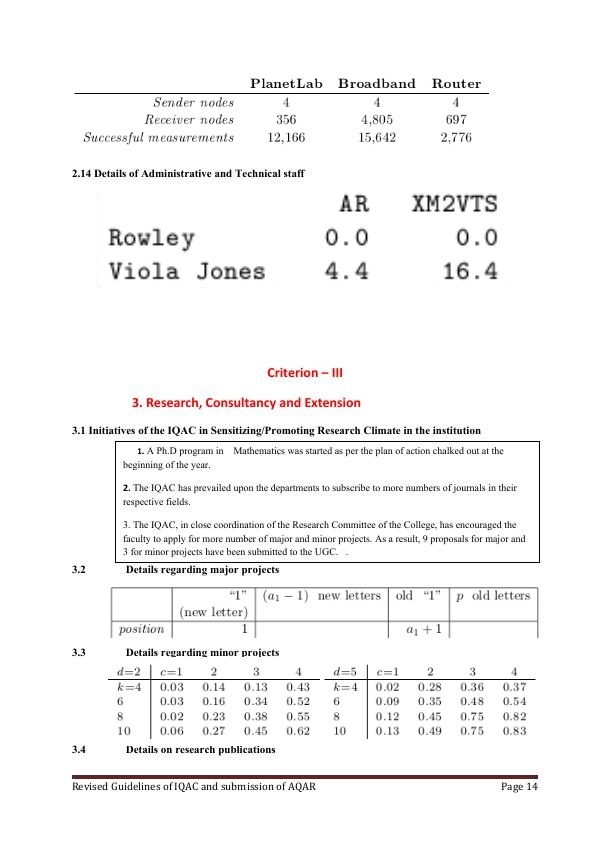 PlanetLab Broadband Router
Sender nodes 4 4 4
Receiver nodes 356 4,805 697
Successful measurements 12,166 15,642 2,776
2.14 Details of Administrative and Technical staff
AR XM2VTS
Rowley 0.0 0.0
Viola Jones 4.4 16.4
Criterion – III
3. Research, Consultancy and Extension
3.1 Initiatives of the IQAC in Sensitizing/Promoting Research Climate in the institution
1. A Ph.D program in Mathematics was started as per the plan of action chalked out at the
beginning of the year.
2. The IQAC has prevailed upon the departments to subscribe to more numbers of journals in their
respective fields.
3. The IQAC, in close coordination of the Research Committee of the College, has encouraged the
faculty to apply for more number of major and minor projects. As a result, 9 proposals for major and
3 for minor projects have been submitted to the UGC. .
3.2 Details regarding major projects
“1” (a₁ − 1) new letters old “1” p old letters
(new letter)
position 1 a₁ + 1
3.3 Details regarding minor projects
d=2 c=1 2 3 4 d=5 c=1 2 3 4
k=4 0.03 0.14 0.13 0.43 k=4 0.02 0.28 0.36 0.37
6 0.03 0.16 0.34 0.52 6 0.09 0.35 0.48 0.54
8 0.02 0.23 0.38 0.55 8 0.12 0.45 0.75 0.82
10 0.06 0.27 0.45 0.62 10 0.13 0.49 0.75 0.83
3.4 Details on research publications
Revised Guidelines of IQAC and submission of AQAR Page 14